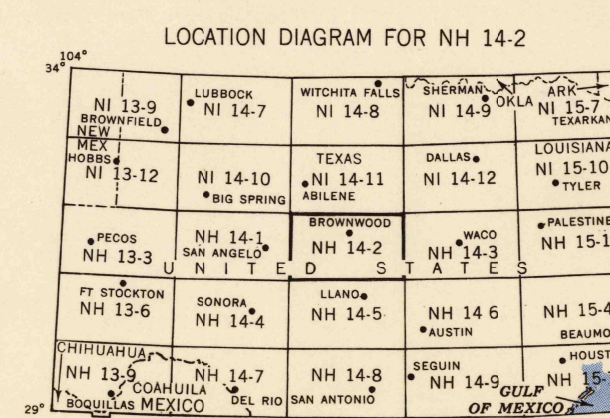 LOCATION DIAGRAM FOR NH 14-2
104°
34°
LUBBOCK
NI 14-7
WITCHITA FALLS
NI 14-8
SHERMAN
NI 14-9
OKLA
ARK
NI 15-7
TEXARKAN
NI 13-9
BROWNFIELD
NEW
MEX
HOBBS
NI 13-12
NI 14-10
BIG SPRING
TEXAS
NI 14-11
ABILENE
DALLAS
NI 14-12
LOUISIANA
NI 15-10
TYLER
PECOS
NH 13-3
NH 14-1
SAN ANGELO
BROWNWOOD
NH 14-2
WACO
NH 14-3
PALESTINE
NH 15-1
UNITED STATES
FT STOCKTON
NH 13-6
SONORA
NH 14-4
LLANO
NH 14-5
NH 14 6
AUSTIN
NH 15-4
BEAUMO
CHIHUAHUA
NH 13-9
COAHUILA
BOQUILLAS MEXICO
NH 14-7
DEL RIO
NH 14-8
SAN ANTONIO
SEGUIN
NH 14-9
HOUST
NH 15-
GULF
OF MEXICO
29°